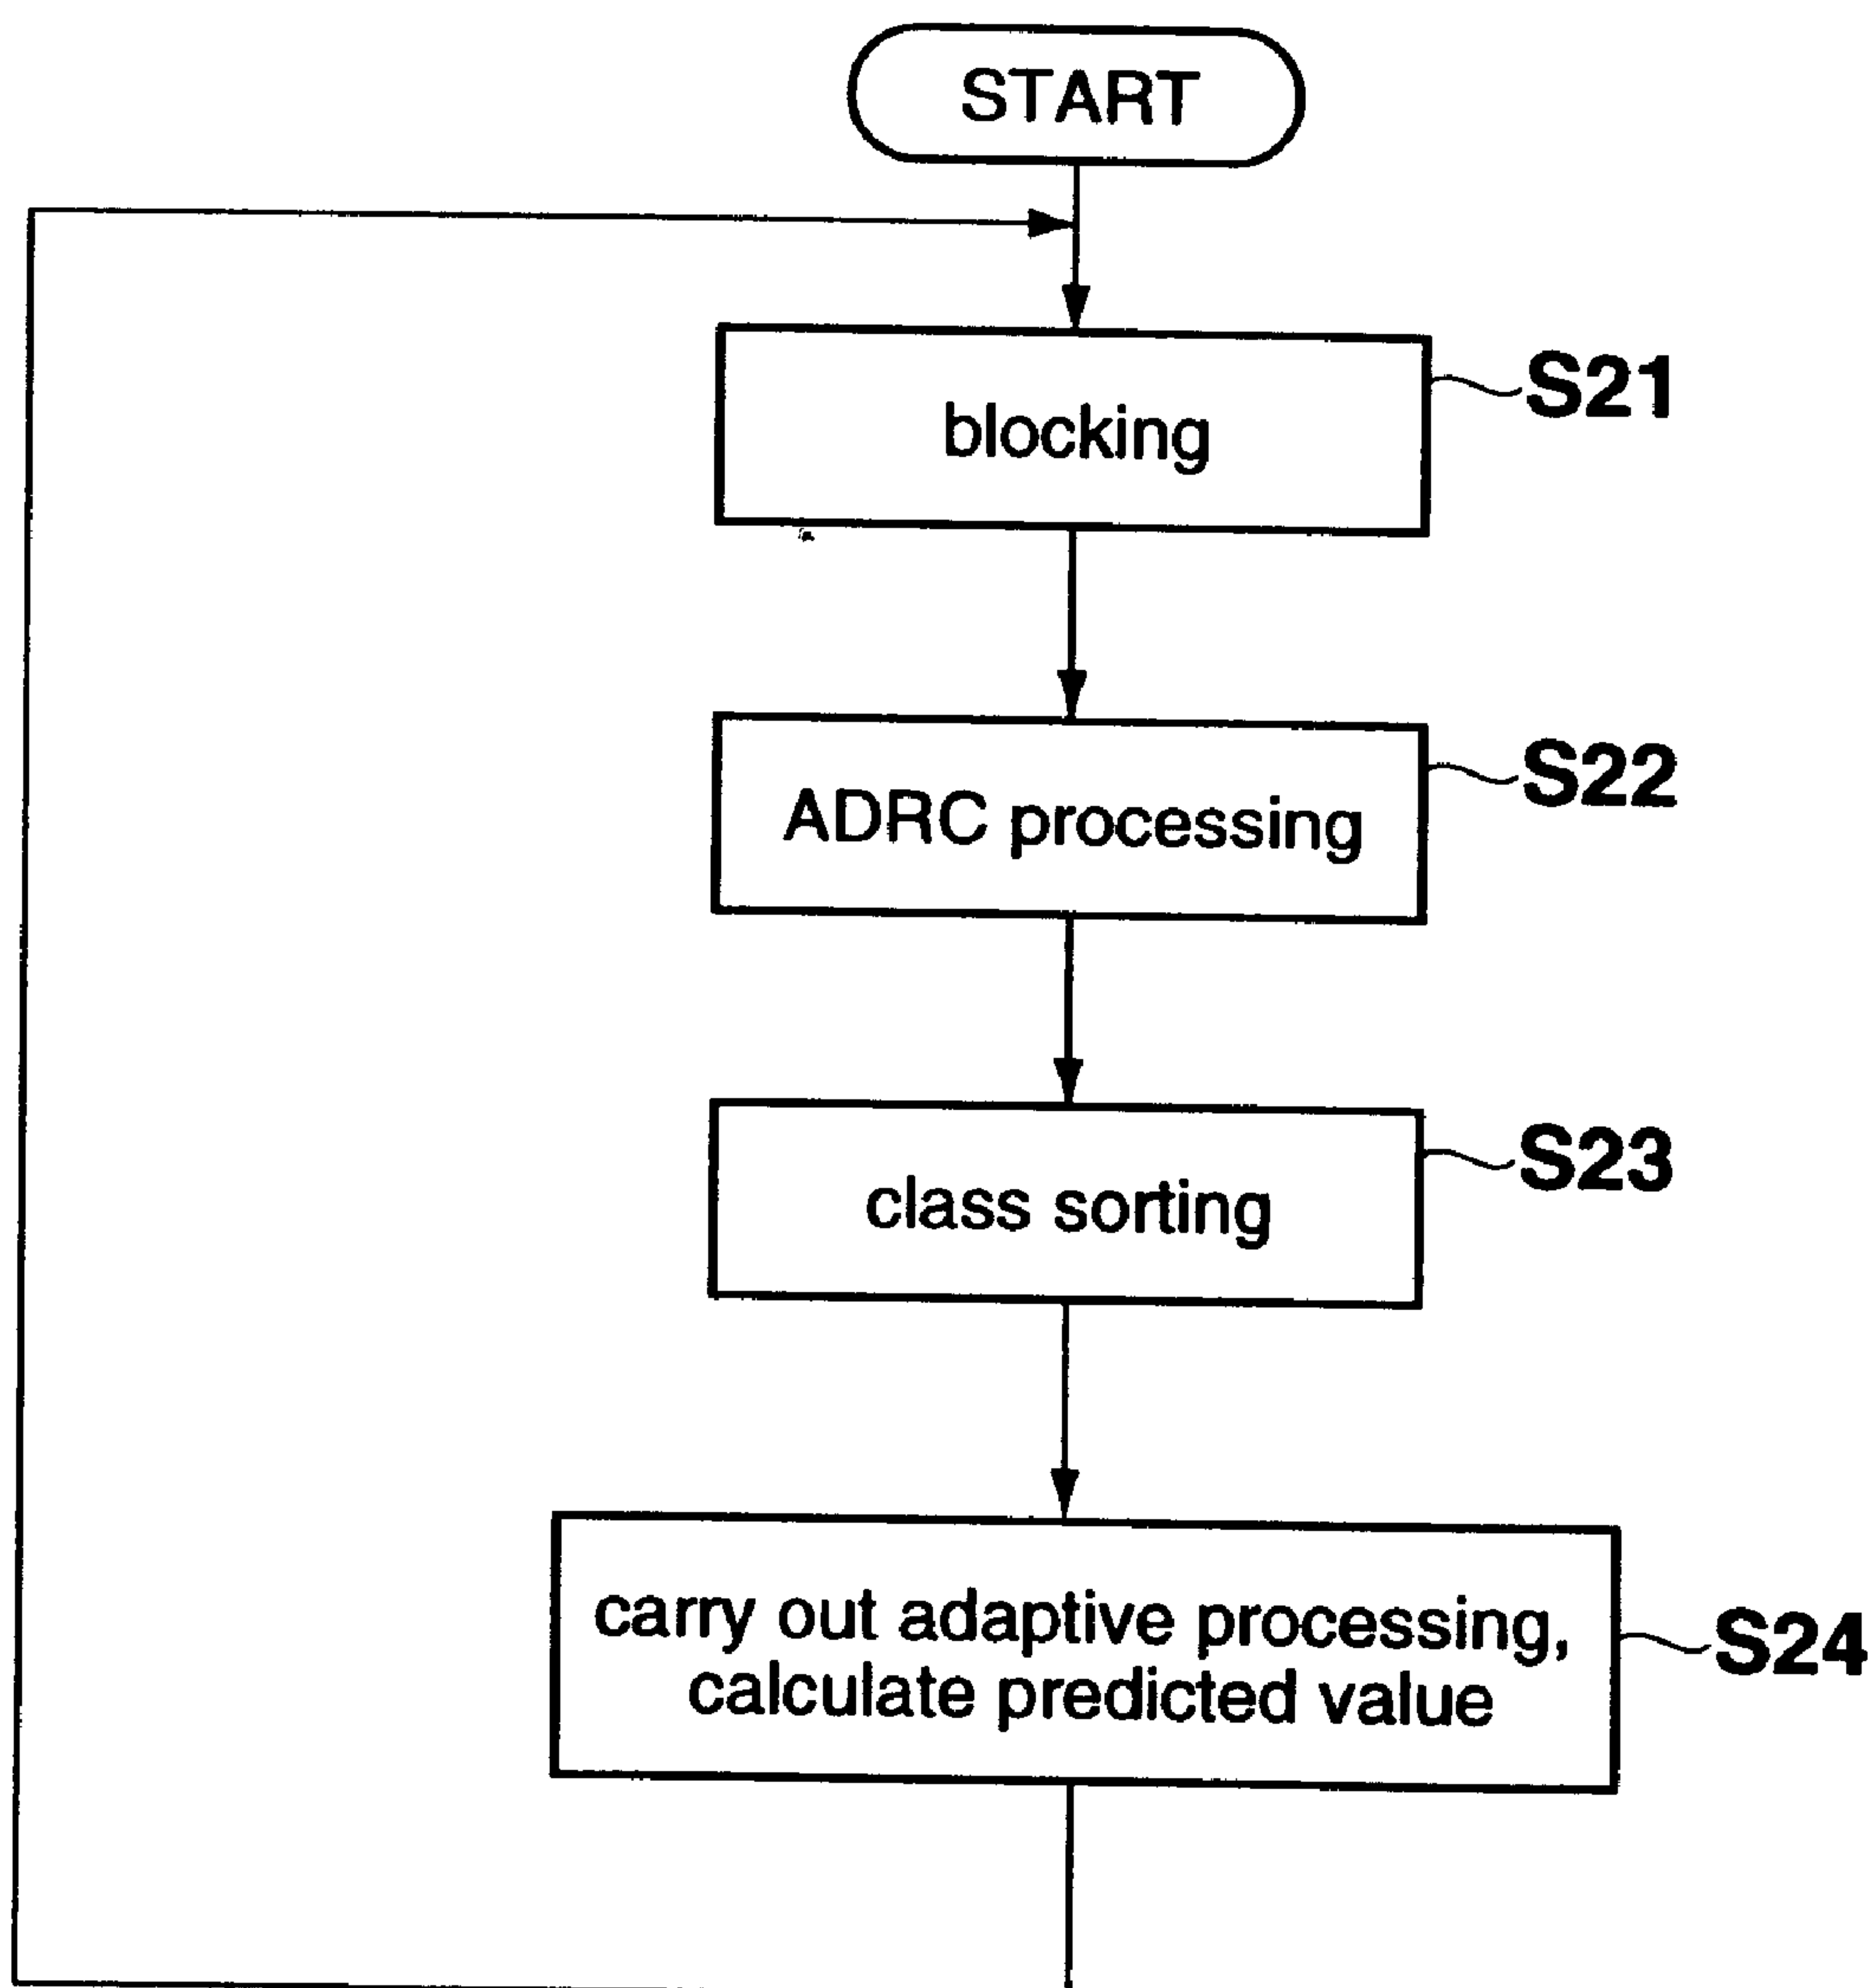 START
blocking
S21
ADRC processing
S22
class sorting
S23
carry out adaptive processing,
calculate predicted value
S24